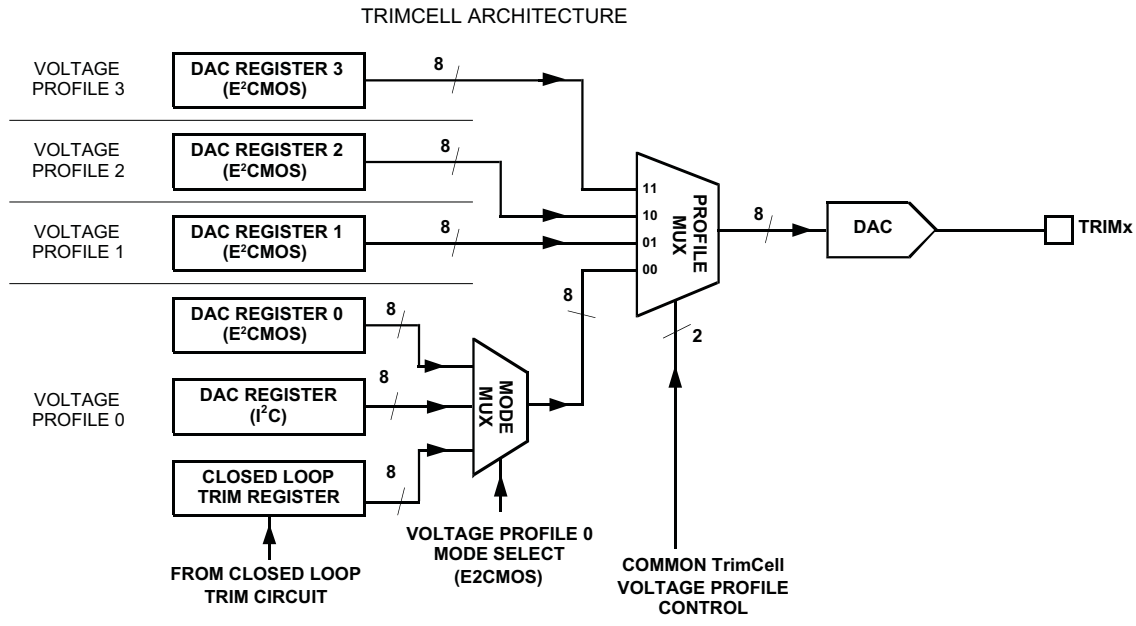 TRIMCELL ARCHITECTURE
VOLTAGE
PROFILE 3
DAC REGISTER 3
(E²CMOS)
8
VOLTAGE
PROFILE 2
DAC REGISTER 2
(E²CMOS)
8
VOLTAGE
PROFILE 1
DAC REGISTER 1
(E²CMOS)
8
VOLTAGE
PROFILE 0
DAC REGISTER 0
(E²CMOS)
8
DAC REGISTER
(I²C)
8
CLOSED LOOP
TRIM REGISTER
8
FROM CLOSED LOOP
TRIM CIRCUIT
MODE
MUX
VOLTAGE PROFILE 0
MODE SELECT
(E2CMOS)
8
11
10
01
00
PROFILE
MUX
2
COMMON TrimCell
VOLTAGE PROFILE
CONTROL
8
DAC
TRIMx